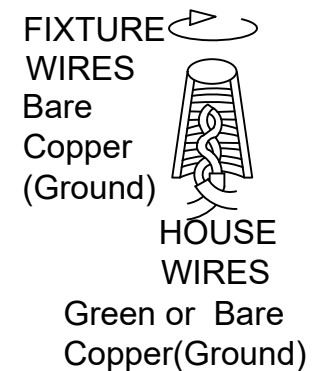 FIXTURE
WIRES
Bare
Copper
(Ground)
HOUSE
WIRES
Green or Bare
Copper(Ground)